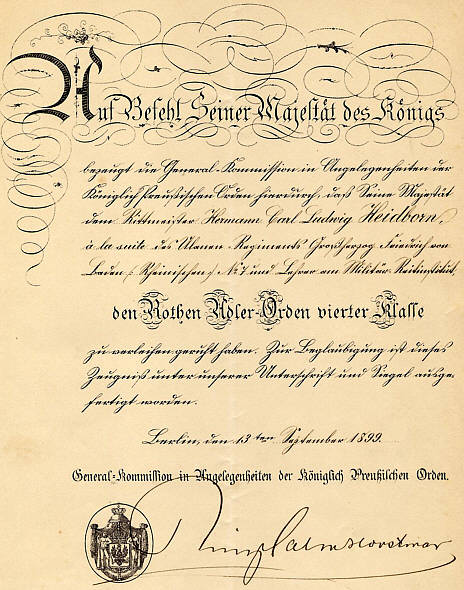 Auf Befehl Seiner Majestät des Königs
bezeugt die General-Kommission in Angelegenheiten der
Königlich Preußischen Orden hierdurch, daß Seine Majestät
dem Rittmeister Hermann Carl Ludwig Heidborn,
à la suite des Ulanen-Regiments Großherzog Friedrich von
Baden (Rheinischen) No 7 und Lehrer am Militär-Reitinstitut,
den Rothen Adler-Orden vierter Klasse
zu verleihen geruht haben. Zur Beglaubigung ist dieses
Zeugniß unter unserer Unterschrift und Siegel ausge-
fertigt worden.
Berlin, den 13ten September 1899.
General-Kommission in Angelegenheiten der Königlich Preußischen Orden.